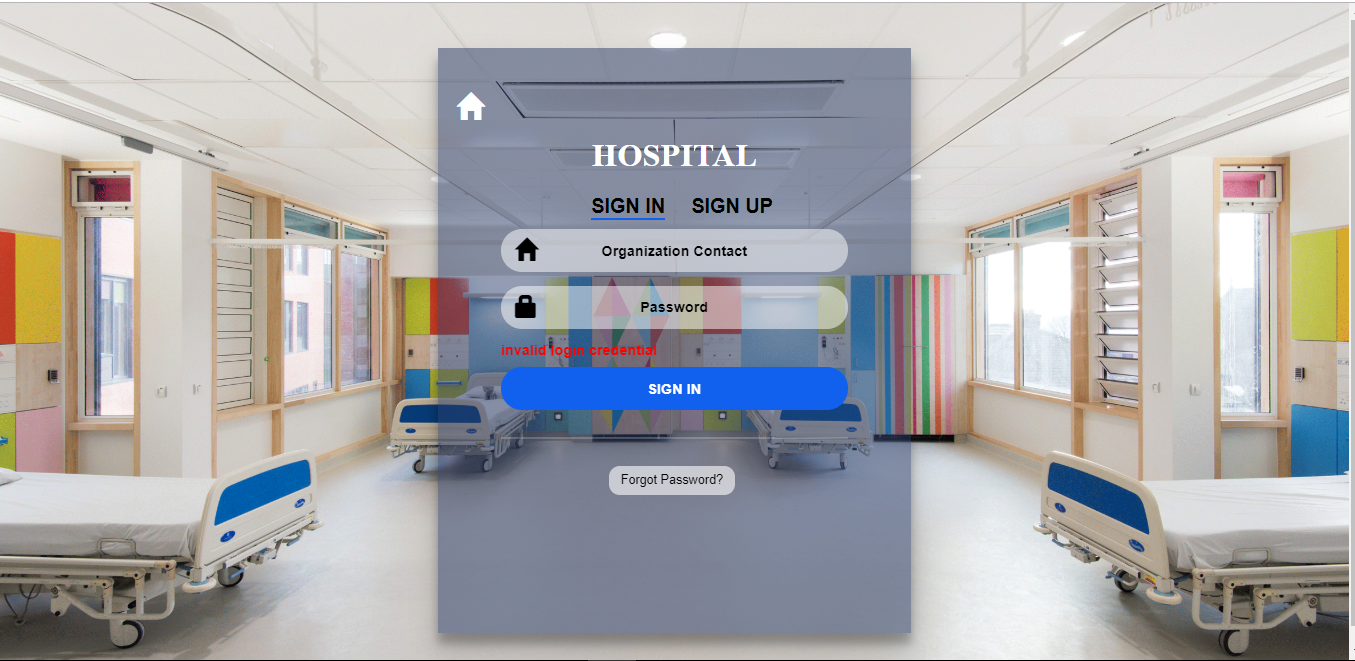 HOSPITAL
SIGN IN SIGN UP
Organization Contact
Password
invalid login credential
SIGN IN
Forgot Password?